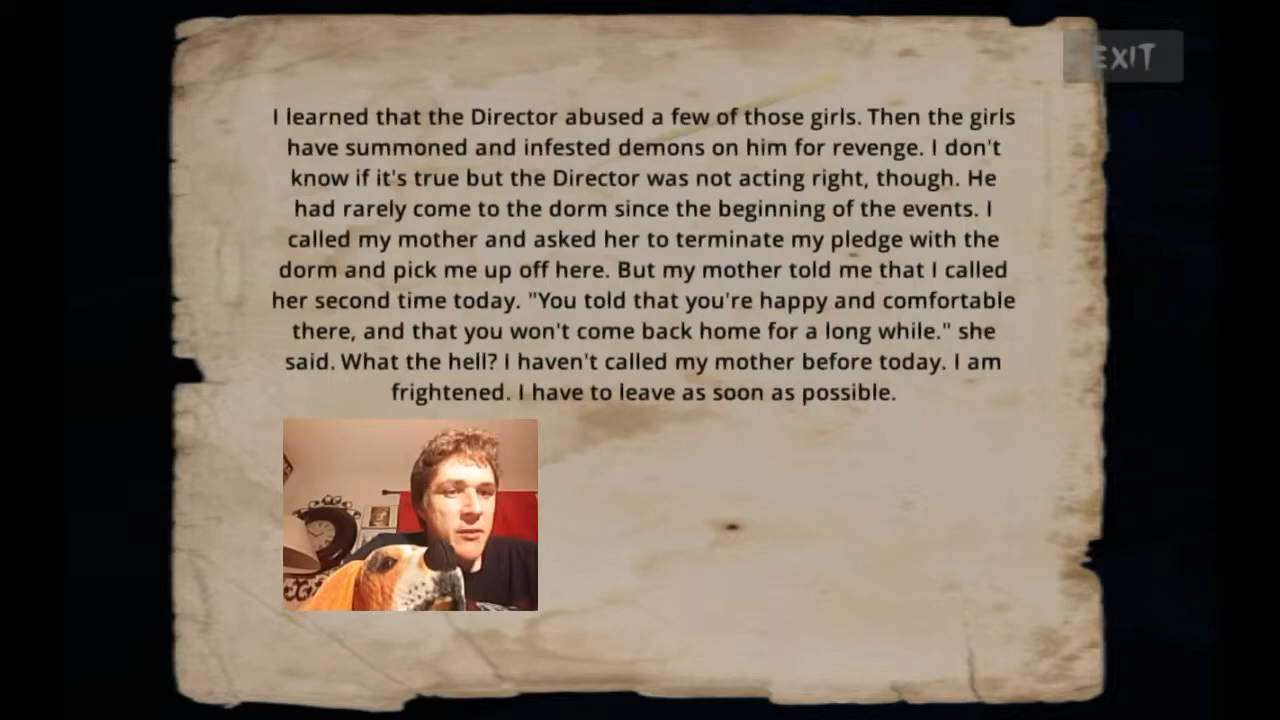 EXIT
I learned that the Director abused a few of those girls. Then the girls
have summoned and infested demons on him for revenge. I don't
know if it's true but the Director was not acting right, though. He
had rarely come to the dorm since the beginning of the events. I
called my mother and asked her to terminate my pledge with the
dorm and pick me up off here. But my mother told me that I called
her second time today. "You told that you're happy and comfortable
there, and that you won't come back home for a long while." she
said. What the hell? I haven't called my mother before today. I am
frightened. I have to leave as soon as possible.